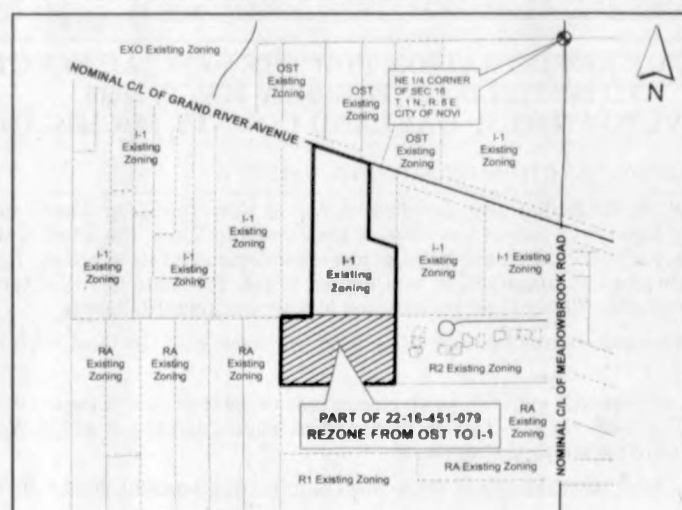 EXO Existing Zoning
OST
Existing
Zoning
OST
Existing
Zoning
NE 1/4 CORNER
OF SEC 16
T. 1 N., R. 8 E
CITY OF NOVI
N
NOMINAL C/L OF GRAND RIVER AVENUE
OST
Existing
Zoning
I-1
Existing
Zoning
I-1
Existing
Zoning
I-1
Existing
Zoning
I-1
Existing
Zoning
I-1
Existing
Zoning
I-1
Existing
Zoning
I-1
Existing
Zoning
I-1 Existing
Zoning
NOMINAL C/L OF MEADOWBROOK ROAD
RA
Existing
Zoning
RA
Existing
Zoning
RA
Existing
Zoning
R2 Existing Zoning
PART OF 22-16-451-079
REZONE FROM OST TO I-1
RA
Existing
Zoning
R1 Existing Zoning
RA Existing Zoning